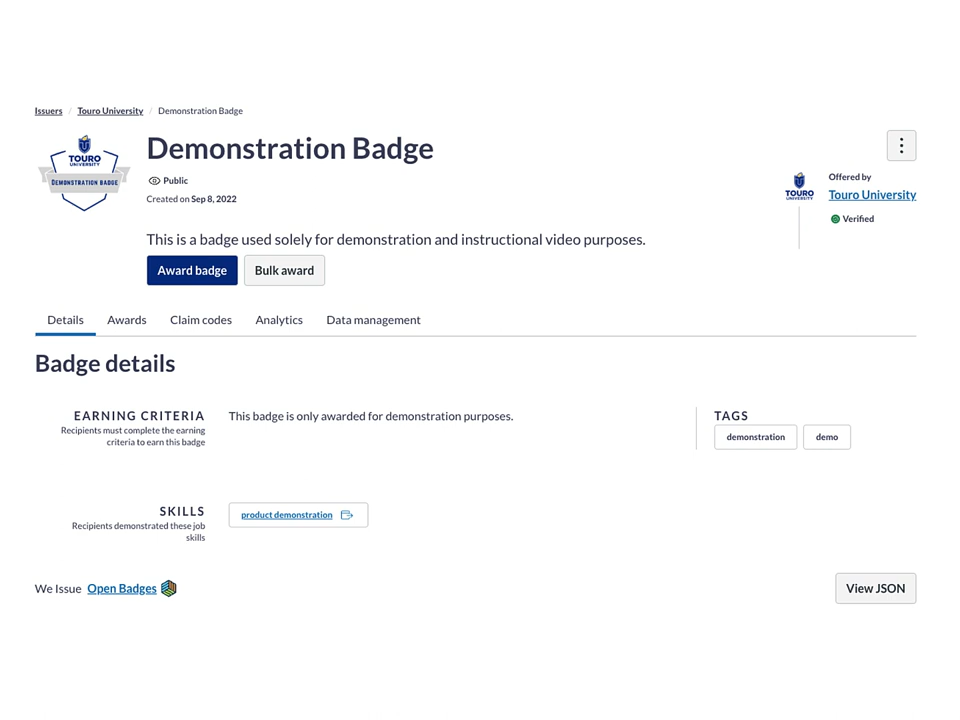 Issuers / Touro University / Demonstration Badge
TOURO
UNIVERSITY
DEMONSTRATION BADGE
Demonstration Badge
Public
Created on Sep 8, 2022
Offered by
TOURO
UNIVERSITY
Touro University
Verified
This is a badge used solely for demonstration and instructional video purposes.
Award badge
Bulk award
Details
Awards
Claim codes
Analytics
Data management
Badge details
EARNING CRITERIA
Recipients must complete the earning
criteria to earn this badge
This badge is only awarded for demonstration purposes.
TAGS
demonstration
demo
SKILLS
Recipients demonstrated these job
skills
product demonstration
We Issue Open Badges
View JSON